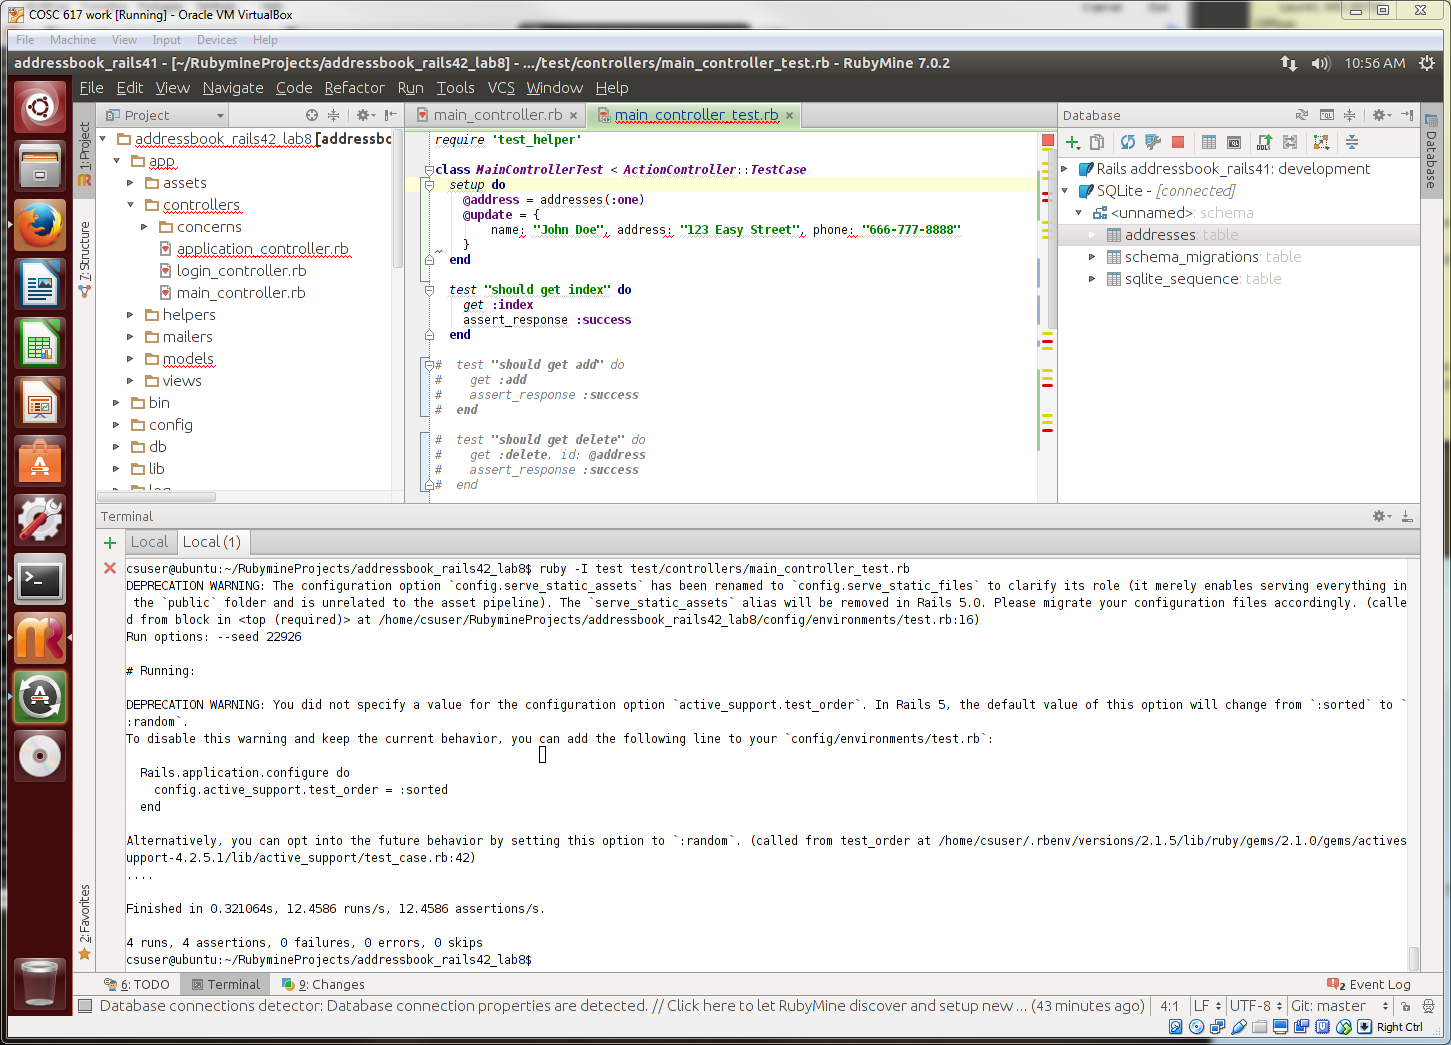 COSC 617 work [Running] - Oracle VM VirtualBox
File Machine View Input Devices Help
addressbook_rails41 - [~/RubymineProjects/addressbook_rails42_lab8] - .../test/controllers/main_controller_test.rb - RubyMine 7.0.2
10:56 AM
File Edit View Navigate Code Refactor Run Tools VCS Window Help
1: Project
7: Structure
2: Favorites
Project
addressbook_rails42_lab8 [addressbo
app
assets
controllers
concerns
application_controller.rb
login_controller.rb
main_controller.rb
helpers
mailers
models
views
bin
config
db
lib
main_controller.rb
main_controller_test.rb
require 'test_helper'
class MainControllerTest < ActionController::TestCase
setup do
@address = addresses(:one)
@update = {
name: "John Doe", address: "123 Easy Street", phone: "666-777-8888"
}
end
test "should get index" do
get :index
assert_response :success
end
# test "should get add" do
# get :add
# assert_response :success
# end
# test "should get delete" do
# get :delete, id: @address
# assert_response :success
# end
Database
Rails addressbook_rails41: development
SQLite - [connected]
<unnamed>: schema
addresses: table
schema_migrations: table
sqlite_sequence: table
Database
Terminal
Local
Local (1)
csuser@ubuntu:~/RubymineProjects/addressbook_rails42_lab8$ ruby -I test test/controllers/main_controller_test.rb
DEPRECATION WARNING: The configuration option `config.serve_static_assets` has been renamed to `config.serve_static_files` to clarify its role (it merely enables serving everything in
the `public` folder and is unrelated to the asset pipeline). The `serve_static_assets` alias will be removed in Rails 5.0. Please migrate your configuration files accordingly. (calle
d from block in <top (required)> at /home/csuser/RubymineProjects/addressbook_rails42_lab8/config/environments/test.rb:16)
Run options: --seed 22926
# Running:
DEPRECATION WARNING: You did not specify a value for the configuration option `active_support.test_order`. In Rails 5, the default value of this option will change from `:sorted` to `
:random`.
To disable this warning and keep the current behavior, you can add the following line to your `config/environments/test.rb`:
Rails.application.configure do
config.active_support.test_order = :sorted
end
Alternatively, you can opt into the future behavior by setting this option to `:random`. (called from test_order at /home/csuser/.rbenv/versions/2.1.5/lib/ruby/gems/2.1.0/gems/actives
upport-4.2.5.1/lib/active_support/test_case.rb:42)
....
Finished in 0.321064s, 12.4586 runs/s, 12.4586 assertions/s.
4 runs, 4 assertions, 0 failures, 0 errors, 0 skips
csuser@ubuntu:~/RubymineProjects/addressbook_rails42_lab8$
6: TODO Terminal 9: Changes
2 Event Log
Database connections detector: Database connection properties are detected. // Click here to let RubyMine discover and setup new ... (43 minutes ago)
4:1 LF UTF-8 Git: master
Right Ctrl